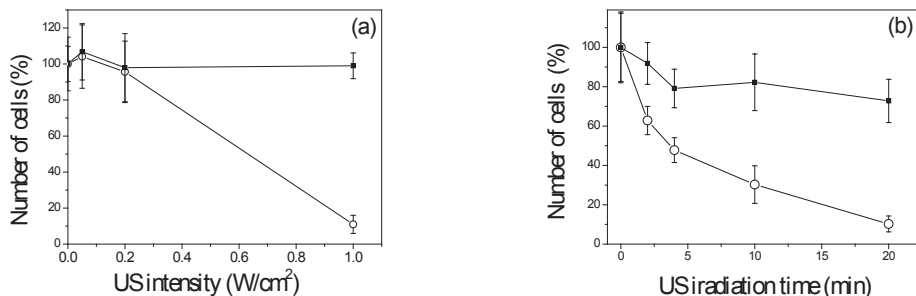 (a)
Number of cells (%)
120
100
80
60
40
20
0
0.0 0.2 0.4 0.6 0.8 1.0
US intensity (W/cm²)
(b)
Number of cells (%)
100
80
60
40
20
0
0 5 10 15 20
US iradiation time (min)